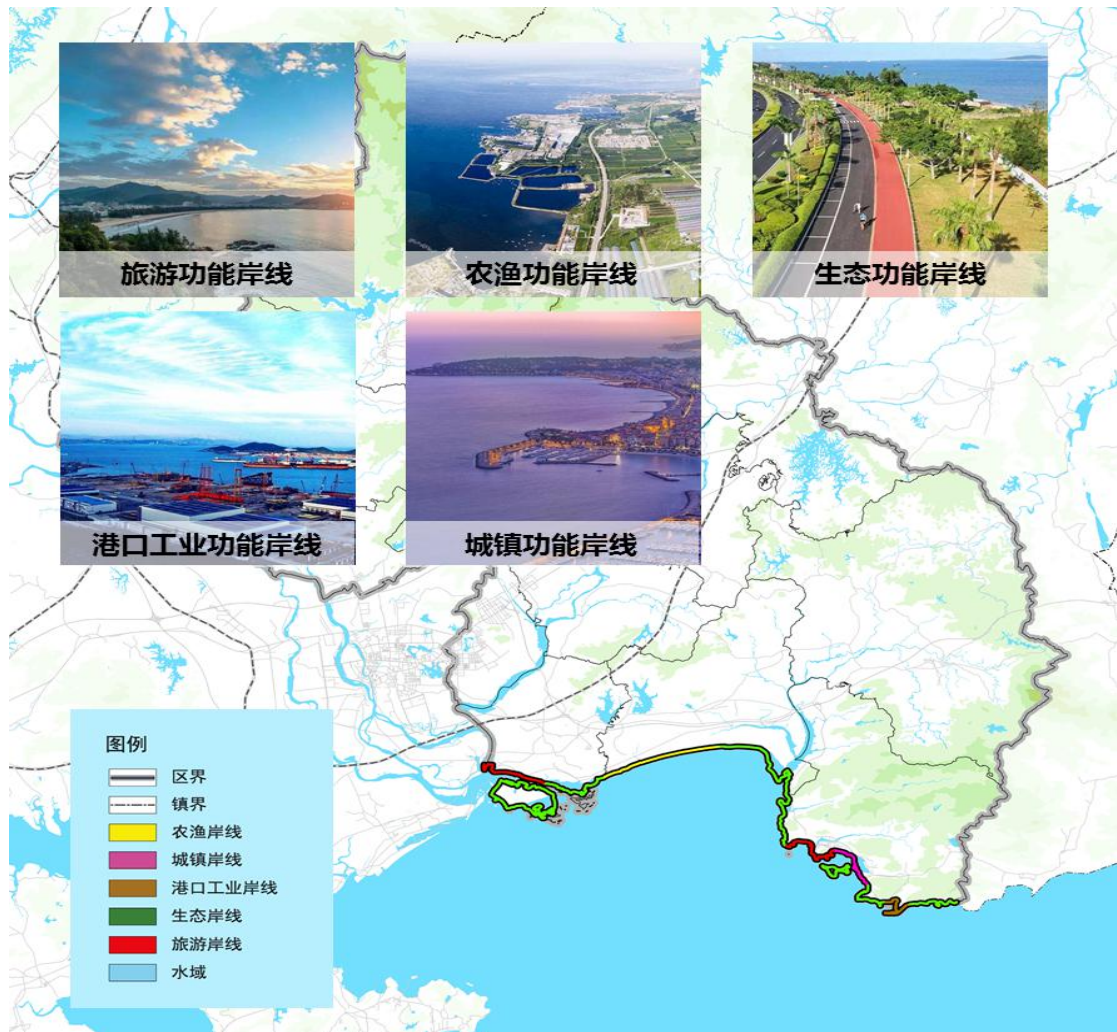 旅游功能岸线
农渔功能岸线
生态功能岸线
港口工业功能岸线
城镇功能岸线
图例
区界
镇界
农渔岸线
城镇岸线
港口工业岸线
生态岸线
旅游岸线
水域